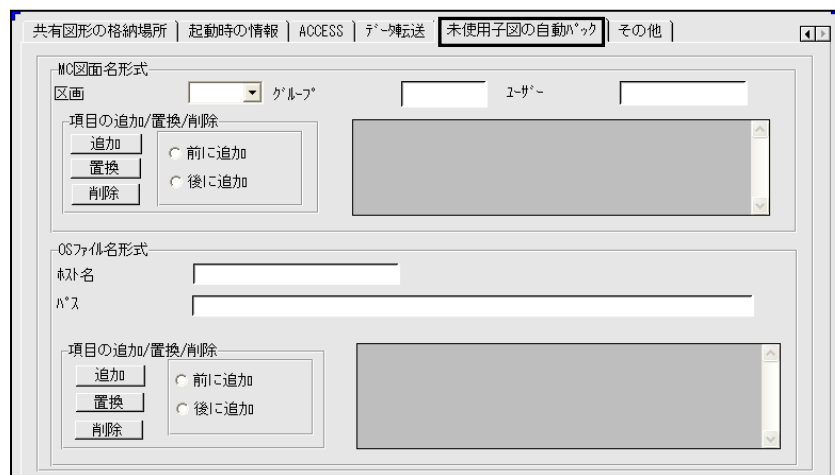 共有図形の格納場所 起動時の情報 ACCESS ﾃﾞｰﾀ転送 未使用子図の自動ﾊﾟｯｸ その他
MC図面名形式
区画 ｸﾞﾙｰﾌﾟ ﾕｰｻﾞｰ
項目の追加/置換/削除
追加
前に追加
置換
後に追加
削除
OSﾌｧｲﾙ名形式
ﾎｽﾄ名
ﾊﾟｽ
項目の追加/置換/削除
追加
前に追加
置換
後に追加
削除